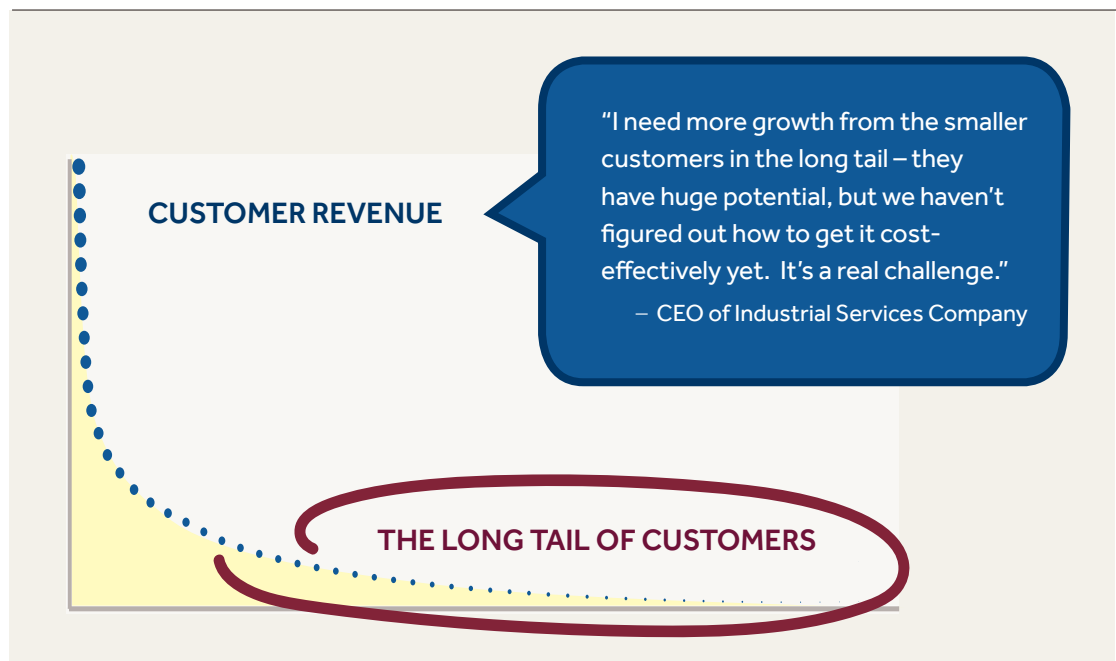 “I need more growth from the smaller
customers in the long tail – they
have huge potential, but we haven’t
figured out how to get it cost-
effectively yet.  It’s a real challenge.”
– CEO of Industrial Services Company
CUSTOMER REVENUE
THE LONG TAIL OF CUSTOMERS